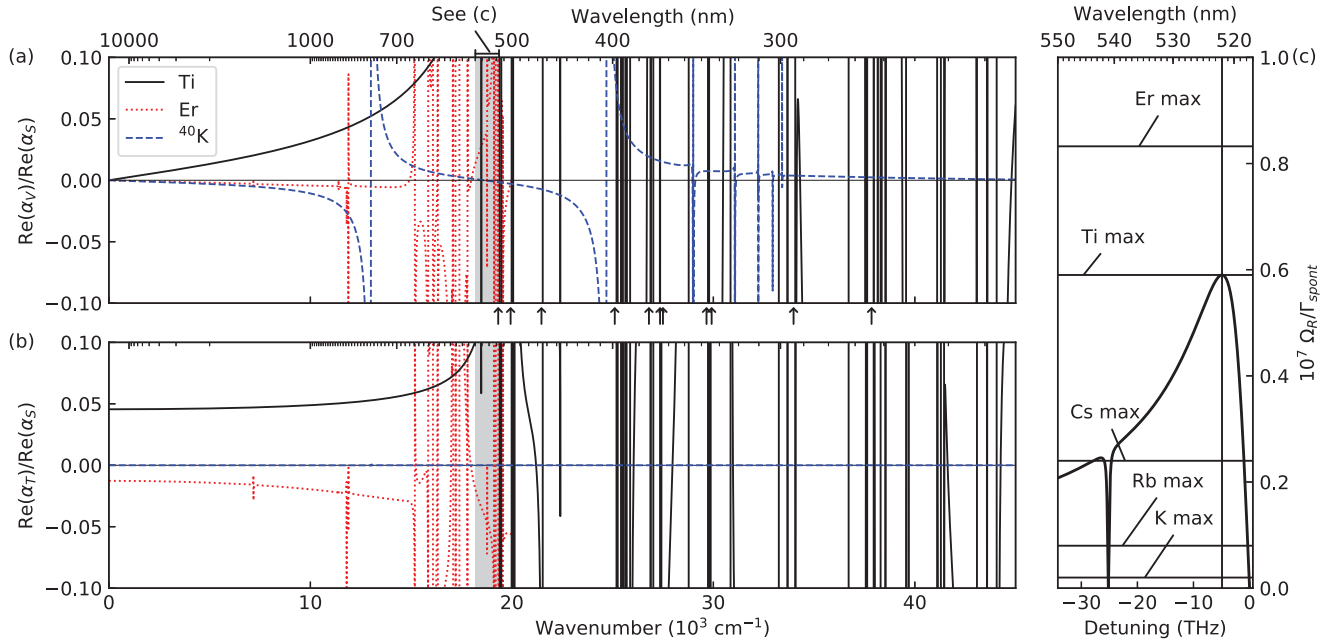 See (c)
Wavelength (nm)
10000 1000 700 500 400 300
(a)
Ti
Er
⁴⁰K
Re(αV)/Re(αS)
0.10
0.05
0.00
−0.05
−0.10
(b)
Re(αT)/Re(αS)
0.10
0.05
0.00
−0.05
−0.10
0 10 20 30 40
Wavenumber (10³ cm⁻¹)
Wavelength (nm)
550 540 530 520
(c)
Er max
Ti max
Cs max
Rb max
K max
1.0
0.8
0.6
0.4
0.2
0.0
10⁷ ΩR/Γspont
−30 −20 −10 0
Detuning (THz)